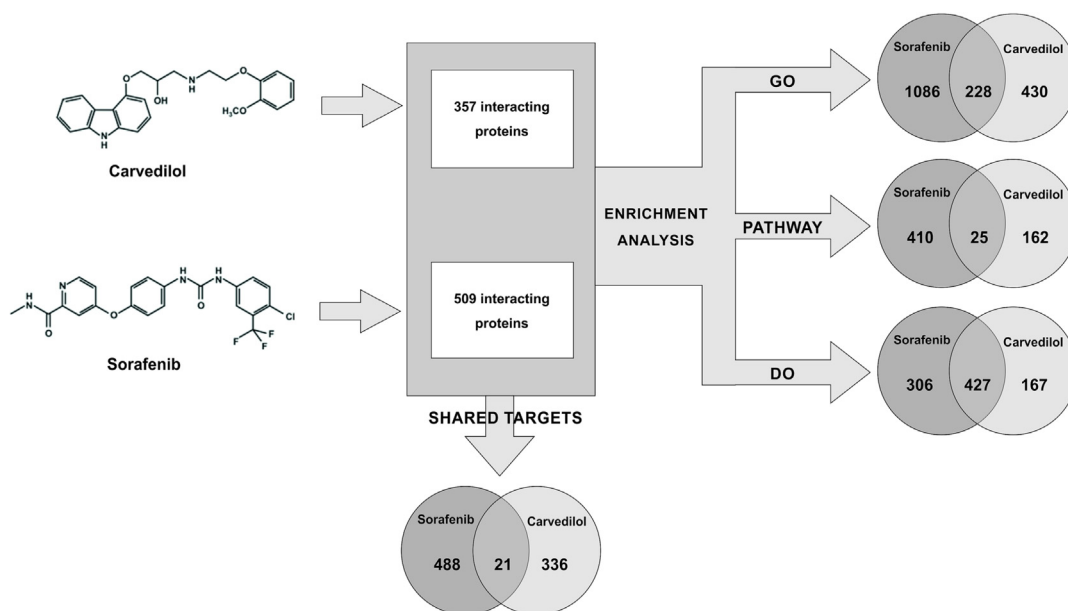 O
OH
N
H
O
H₃CO
N
H
Carvedilol
357 interacting
proteins
N
H
N
O
O
H
N
H
N
O
Cl
F
F
F
Sorafenib
509 interacting
proteins
ENRICHMENT
ANALYSIS
GO
Sorafenib
Carvedilol
1086 228 430
PATHWAY
Sorafenib
Carvedilol
410 25 162
DO
Sorafenib
Carvedilol
306 427 167
SHARED TARGETS
Sorafenib
Carvedilol
488 21 336